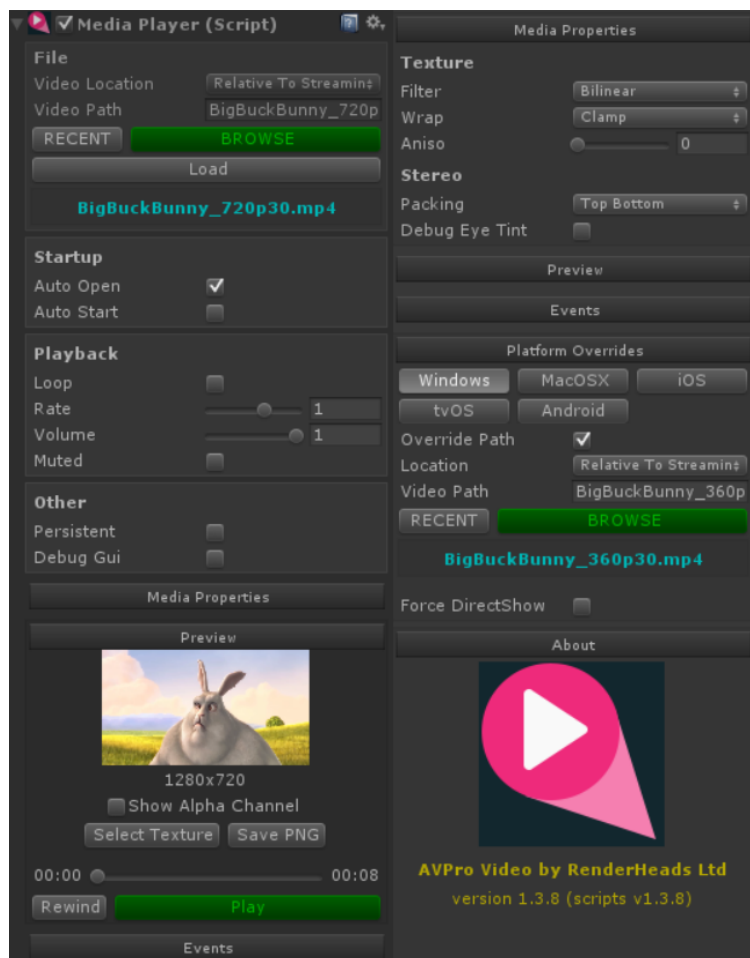 Media Player (Script)
File
Video Location Relative To Streamin
Video Path BigBuckBunny_720p
RECENT BROWSE
Load
BigBuckBunny_720p30.mp4
Startup
Auto Open
Auto Start
Playback
Loop
Rate 1
Volume 1
Muted
Other
Persistent
Debug Gui
Media Properties
Preview
1280x720
Show Alpha Channel
Select Texture Save PNG
00:00 00:08
Rewind Play
Events
Media Properties
Texture
Filter Bilinear
Wrap Clamp
Aniso 0
Stereo
Packing Top Bottom
Debug Eye Tint
Preview
Events
Platform Overrides
Windows MacOSX iOS
tvOS Android
Override Path
Location Relative To Streamin
Video Path BigBuckBunny_360p
RECENT BROWSE
BigBuckBunny_360p30.mp4
Force DirectShow
About
AVPro Video by RenderHeads Ltd
version 1.3.8 (scripts v1.3.8)